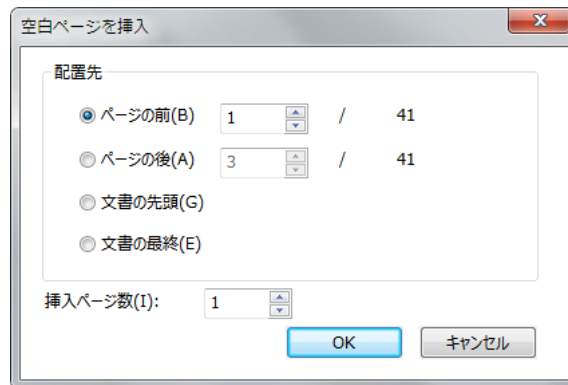 空白ページを挿入
配置先
ページの前(B) 1 / 41
ページの後(A) 3 / 41
文書の先頭(G)
文書の最終(E)
挿入ページ数(I): 1
OK キャンセル